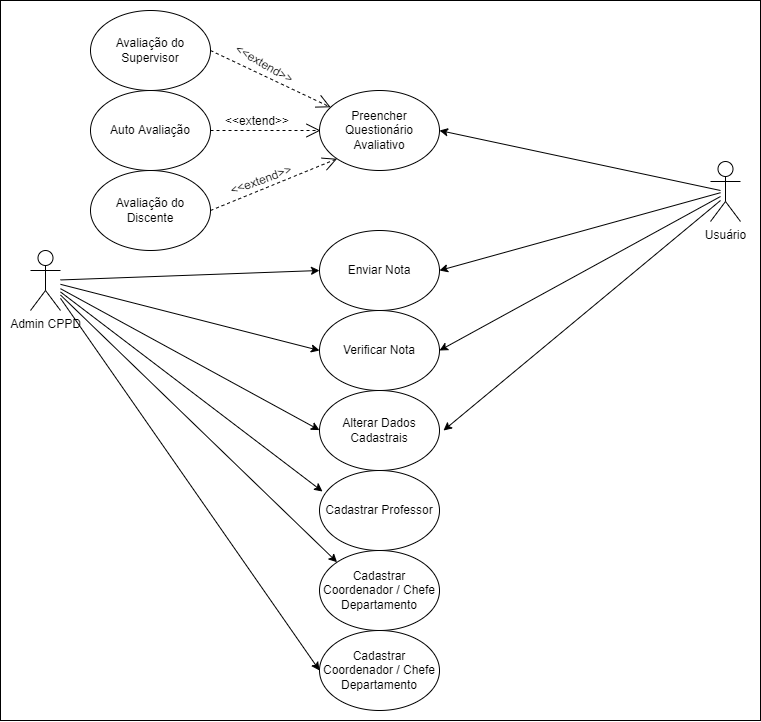 Avaliação do
Supervisor
<<extend>>
Auto Avaliação
<<extend>>
Preencher
Questionário
Avaliativo
Avaliação do
Discente
<<extend>>
Usuário
Enviar Nota
Admin CPPD
Verificar Nota
Alterar Dados
Cadastrais
Cadastrar Professor
Cadastrar
Coordenador / Chefe
Departamento
Cadastrar
Coordenador / Chefe
Departamento